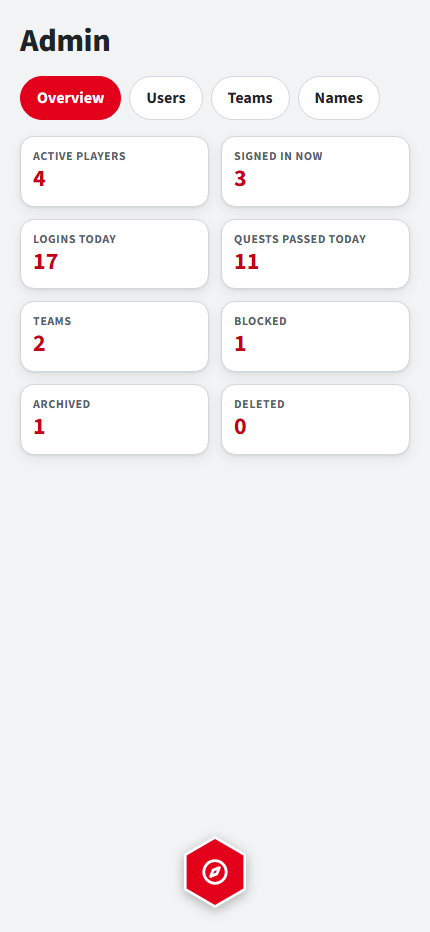 Admin
Overview Users Teams Names
ACTIVE PLAYERS SIGNED IN NOW
4 3
LOGINS TODAY QUESTS PASSED TODAY
17 11
TEAMS BLOCKED
2 1
ARCHIVED DELETED
1 0